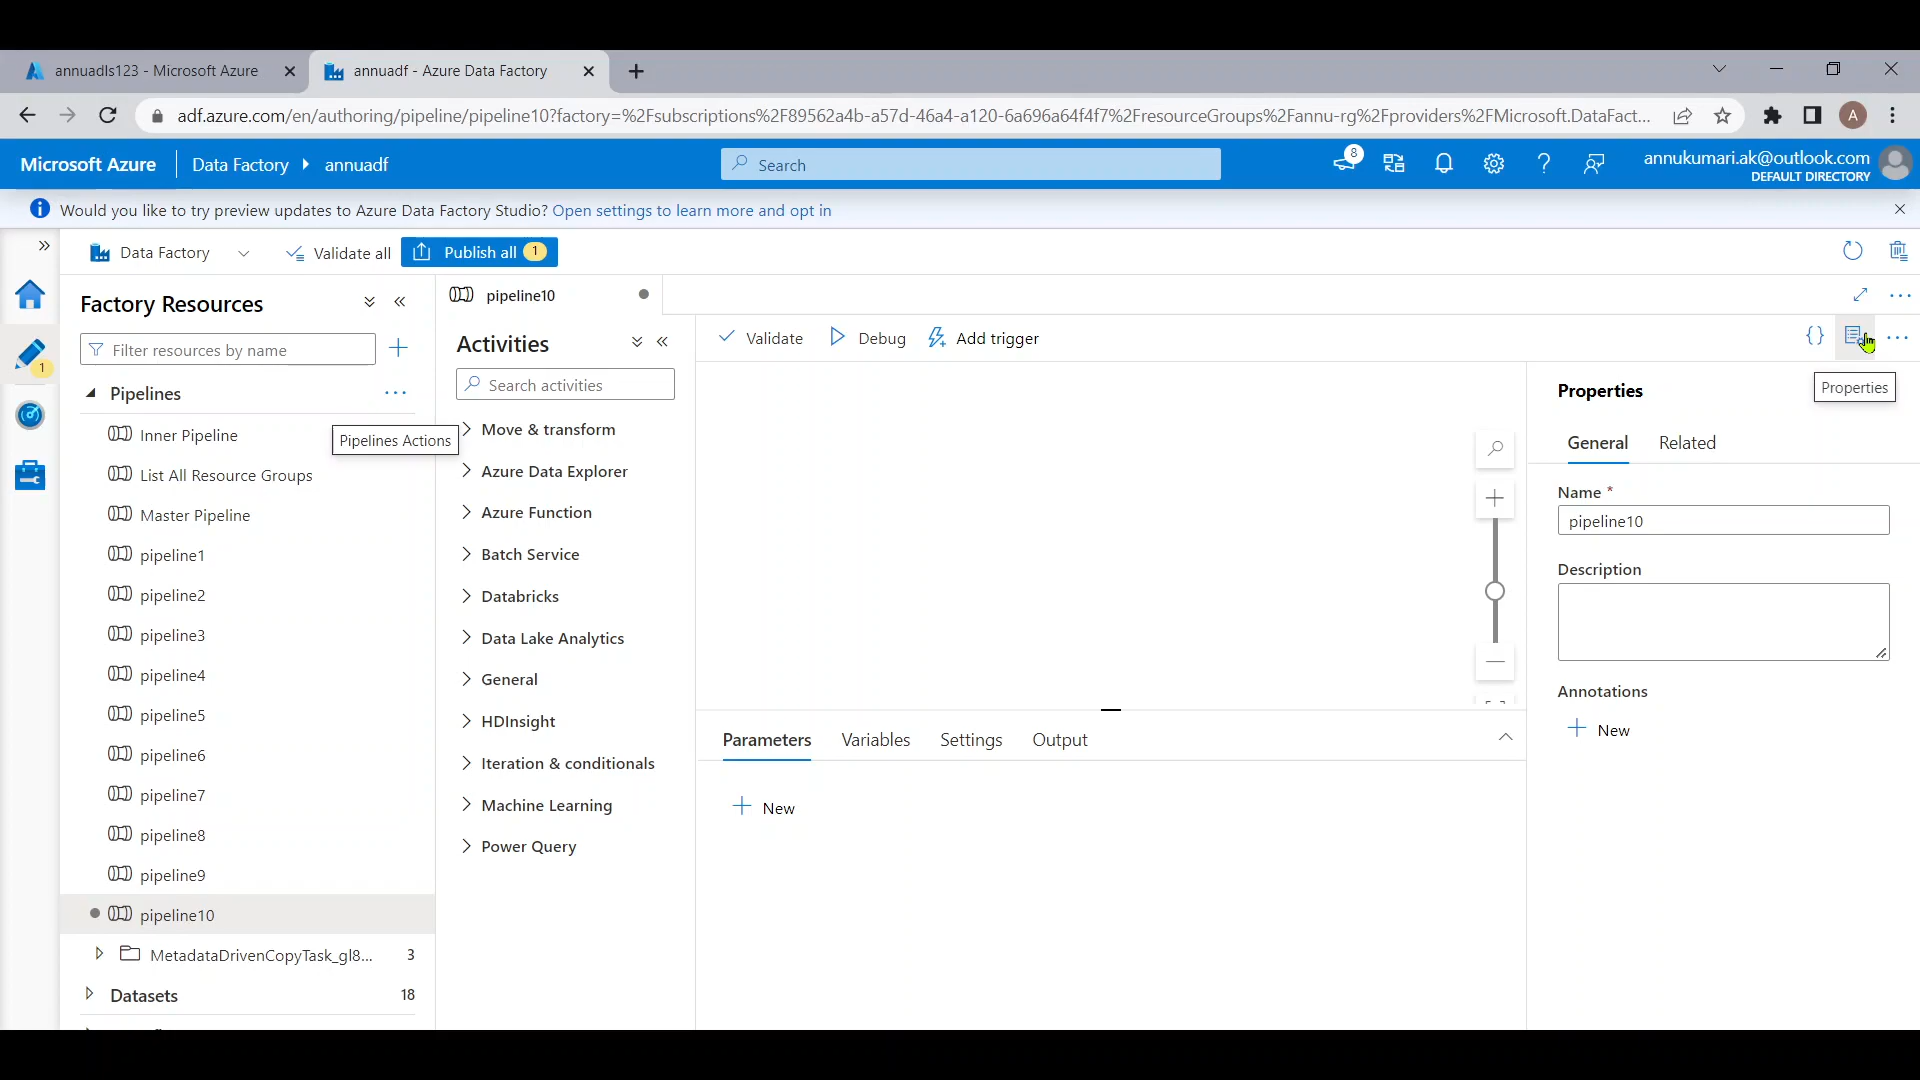 annuadls123 - Microsoft Azure
annuadf - Azure Data Factory
adf.azure.com/en/authoring/pipeline/pipeline10?factory=%2Fsubscriptions%2F89562a4b-a57d-46a4-a120-6a696a64f4f7%2FresourceGroups%2Fannu-rg%2Fproviders%2FMicrosoft.DataFact...
A
Microsoft Azure
Data Factory
annuadf
Search
8
annukumari.ak@outlook.com
DEFAULT DIRECTORY
Would you like to try preview updates to Azure Data Factory Studio? Open settings to learn more and opt in
Data Factory
Validate all
Publish all 1
1
Factory Resources
Filter resources by name
Pipelines
Pipelines Actions
Inner Pipeline
List All Resource Groups
Master Pipeline
pipeline1
pipeline2
pipeline3
pipeline4
pipeline5
pipeline6
pipeline7
pipeline8
pipeline9
pipeline10
MetadataDrivenCopyTask_gl8... 3
Datasets 18
pipeline10
Activities
Search activities
Move & transform
Azure Data Explorer
Azure Function
Batch Service
Databricks
Data Lake Analytics
General
HDInsight
Iteration & conditionals
Machine Learning
Power Query
Validate
Debug
Add trigger
{}
Parameters
Variables
Settings
Output
New
Properties
Properties
General
Related
Name *
pipeline10
Description
Annotations
New